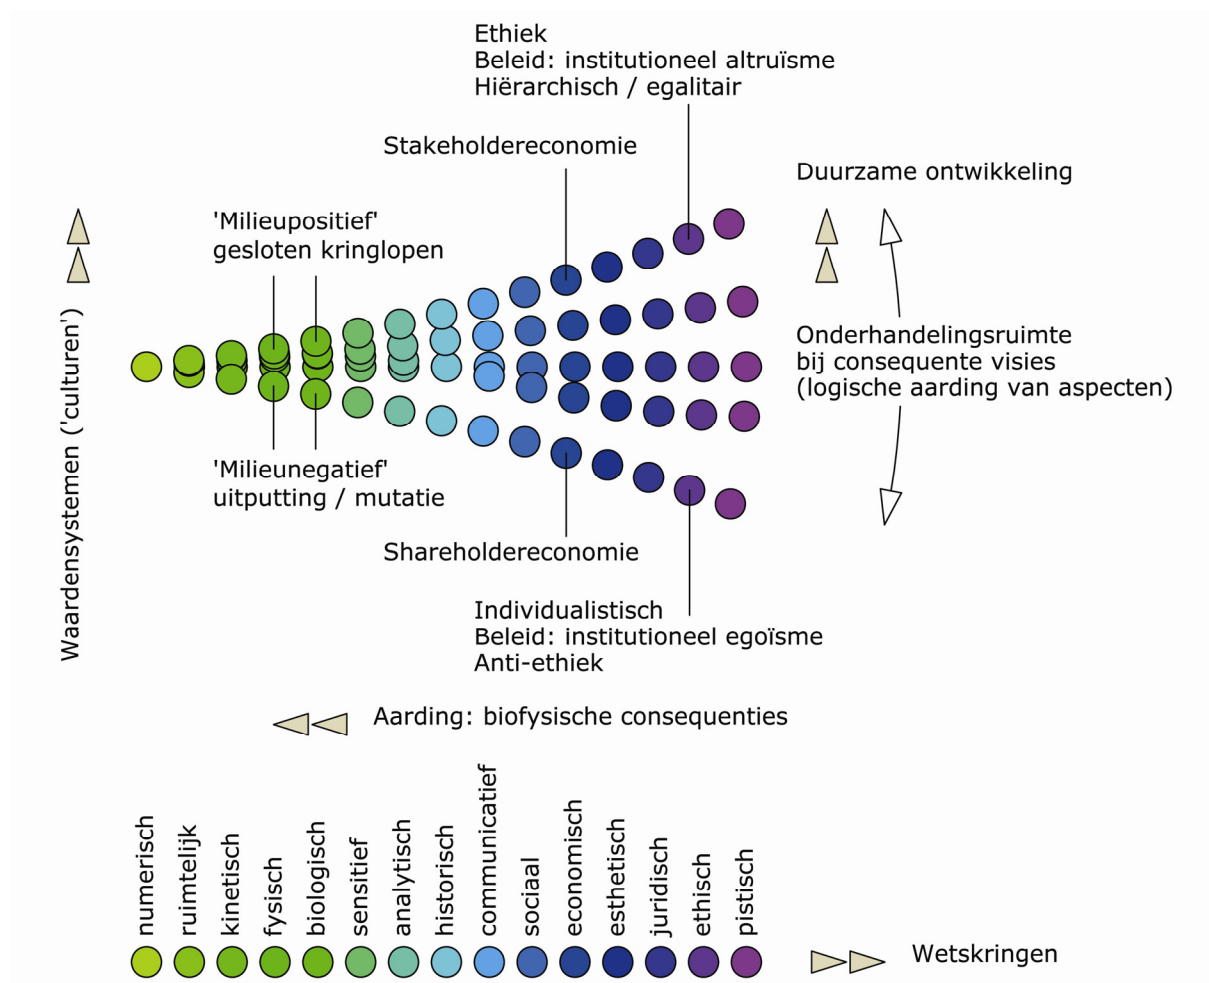 Ethiek
Beleid: institutioneel altruïsme
Hiërarchisch / egalitair
Stakeholdereconomie
Duurzame ontwikkeling
'Milieupositief'
gesloten kringlopen
Waardensystemen ('culturen')
Onderhandelingsruimte
bij consequente visies
(logische aarding van aspecten)
'Milieunegatief'
uitputting / mutatie
Shareholdereconomie
Individualistisch
Beleid: institutioneel egoïsme
Anti-ethiek
Aarding: biofysische consequenties
numerisch
ruimtelijk
kinetisch
fysisch
biologisch
sensitief
analytisch
historisch
communicatief
sociaal
economisch
esthetisch
juridisch
ethisch
pistisch
Wetskringen